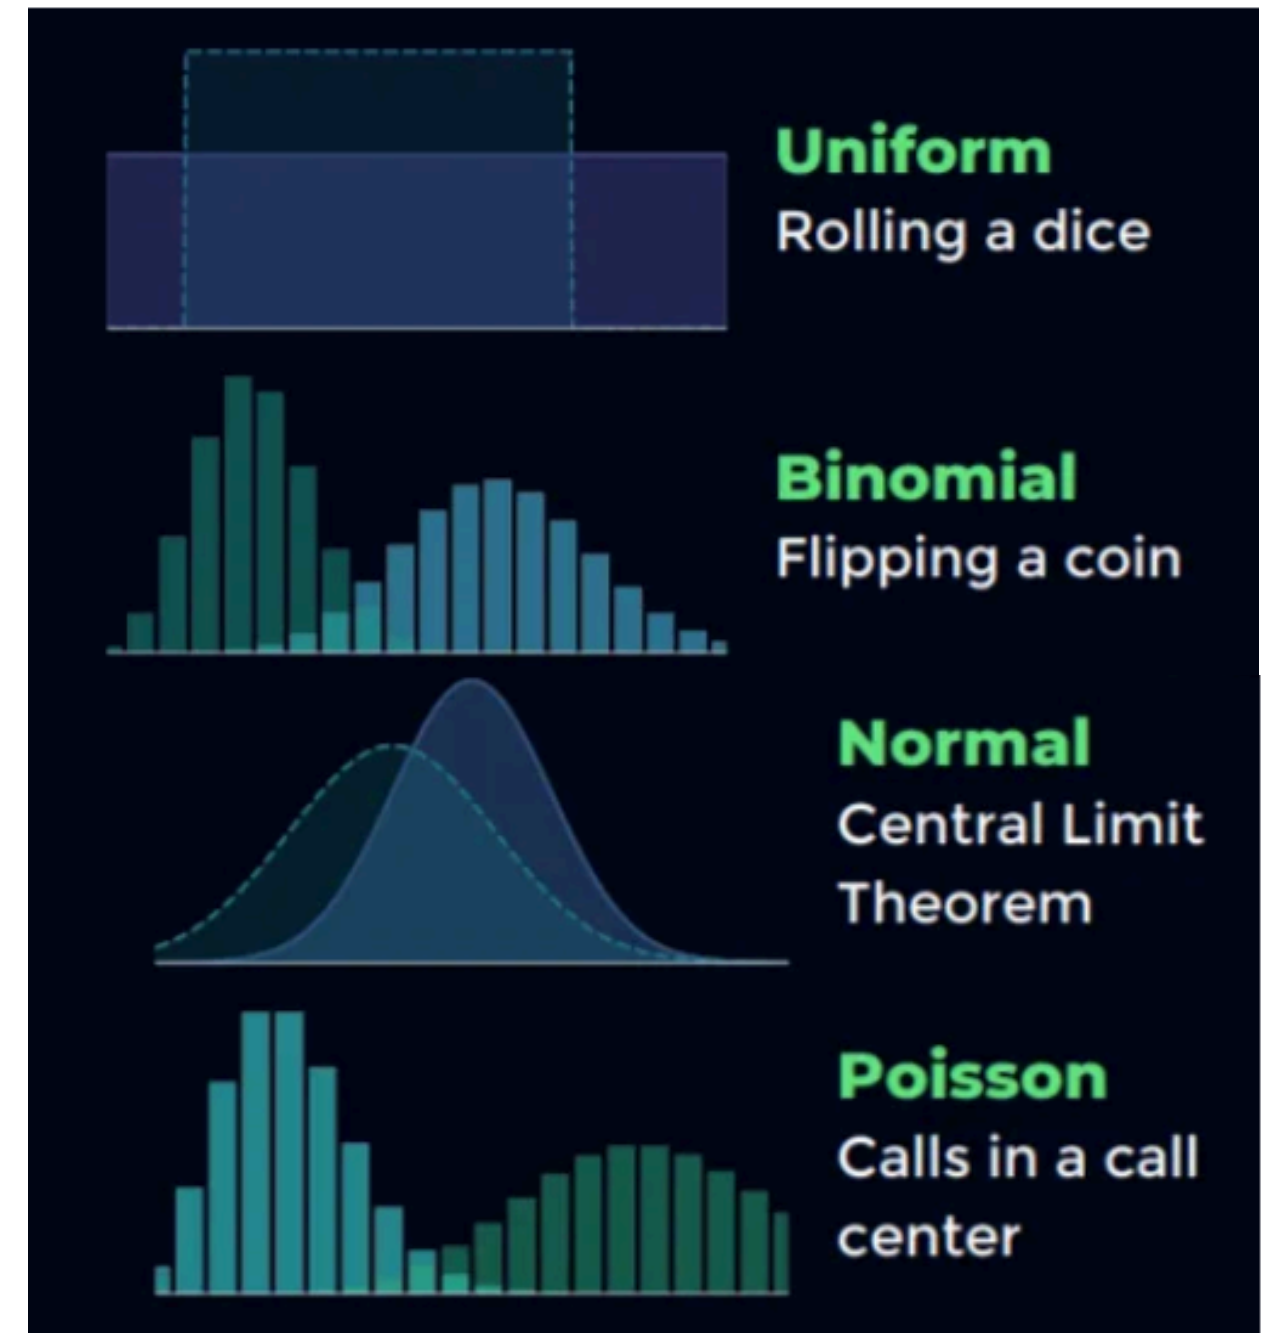 Uniform
Rolling a dice
Binomial
Flipping a coin
Normal
Central Limit
Theorem
Poisson
Calls in a call
center